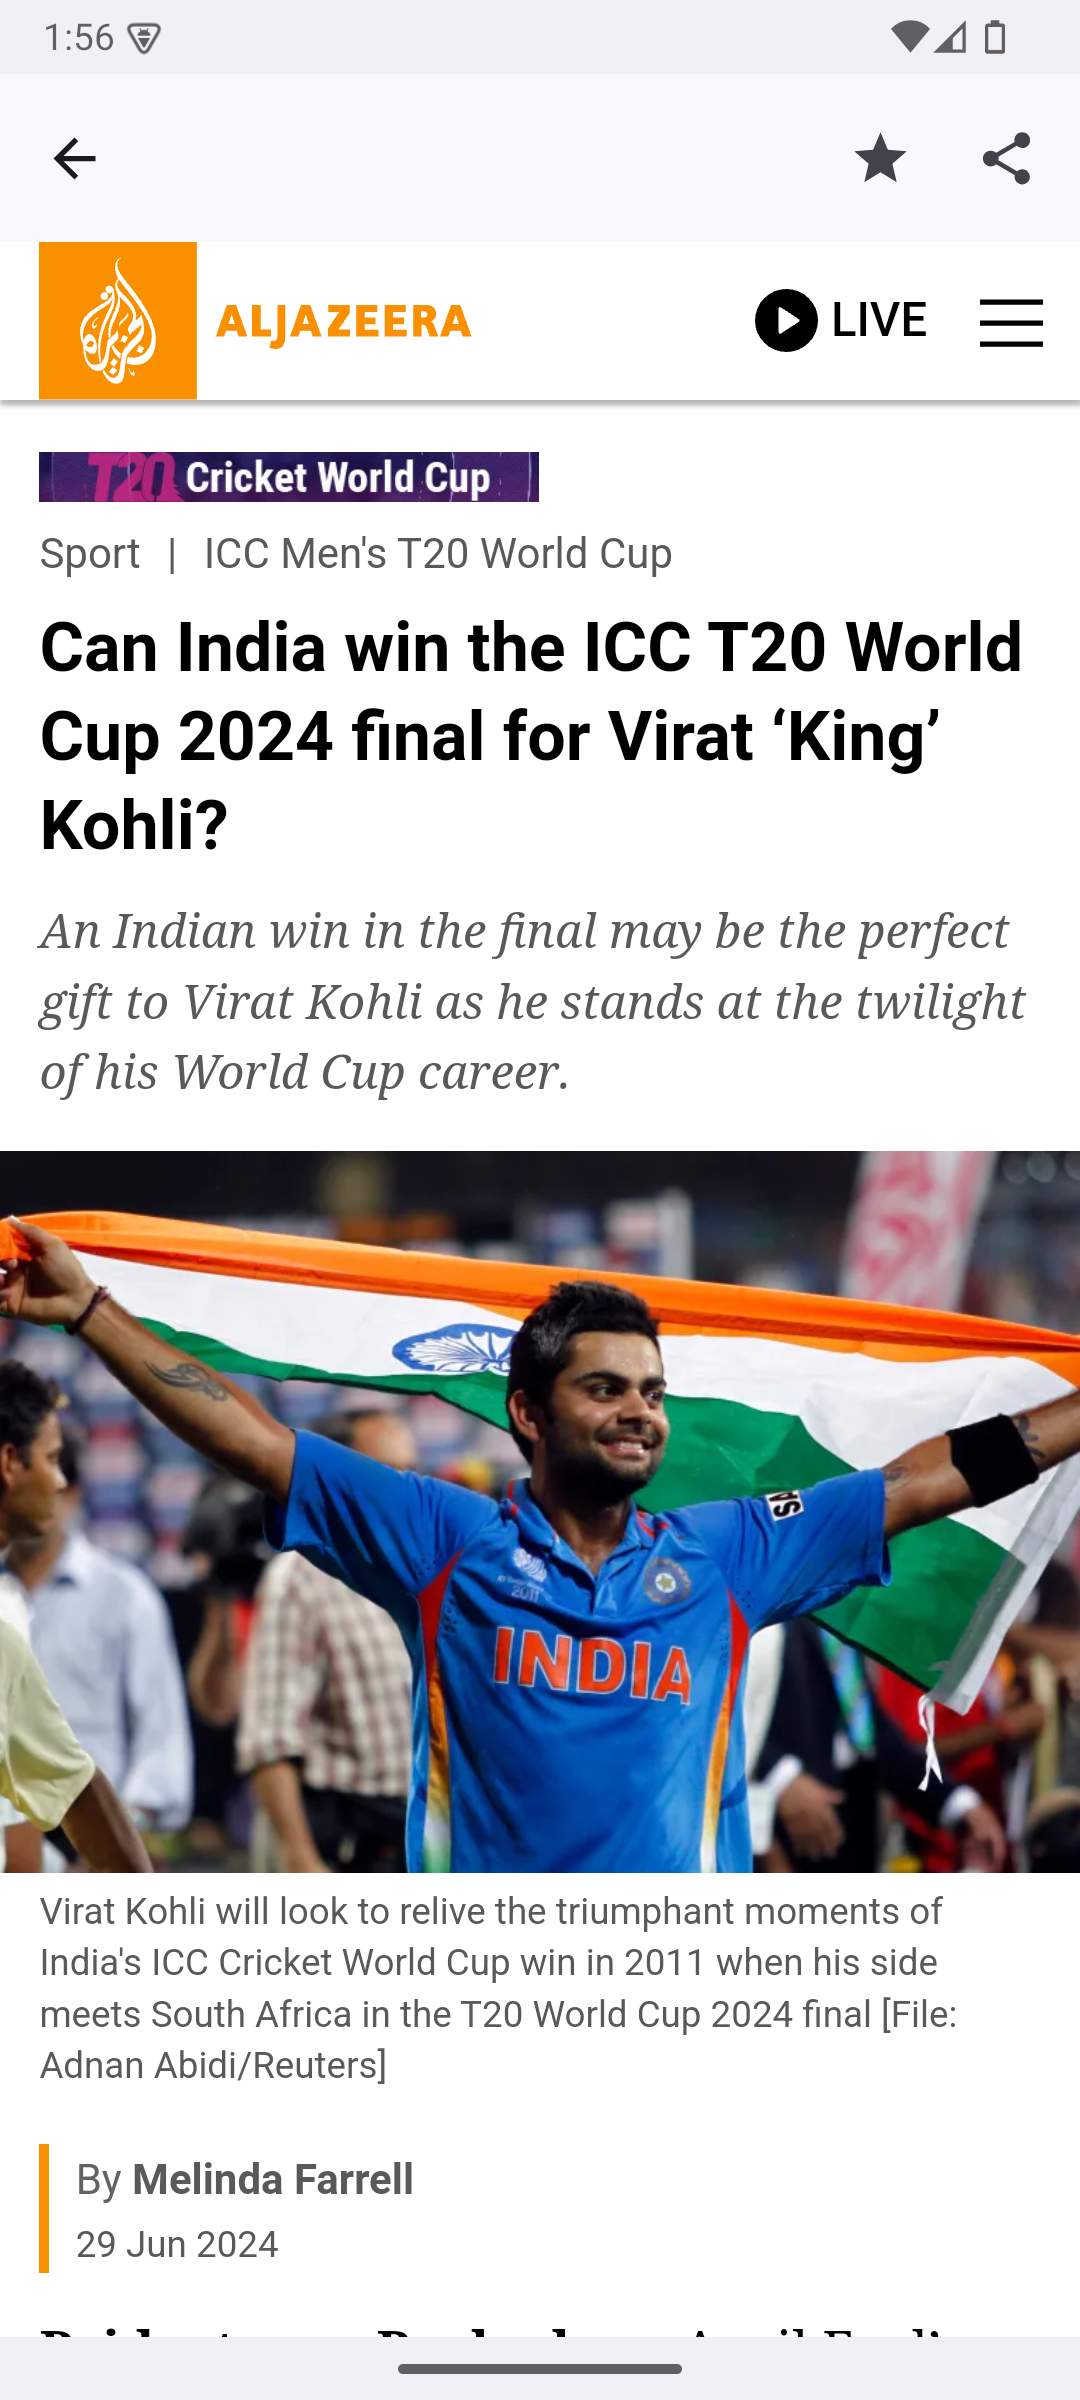 1:56
ALJAZEERA
LIVE
T20 Cricket World Cup
Sport | ICC Men's T20 World Cup
Can India win the ICC T20 World
Cup 2024 final for Virat ‘King’
Kohli?
An Indian win in the final may be the perfect
gift to Virat Kohli as he stands at the twilight
of his World Cup career.
2011
INDIA
Virat Kohli will look to relive the triumphant moments of
India's ICC Cricket World Cup win in 2011 when his side
meets South Africa in the T20 World Cup 2024 final [File:
Adnan Abidi/Reuters]
By Melinda Farrell
29 Jun 2024